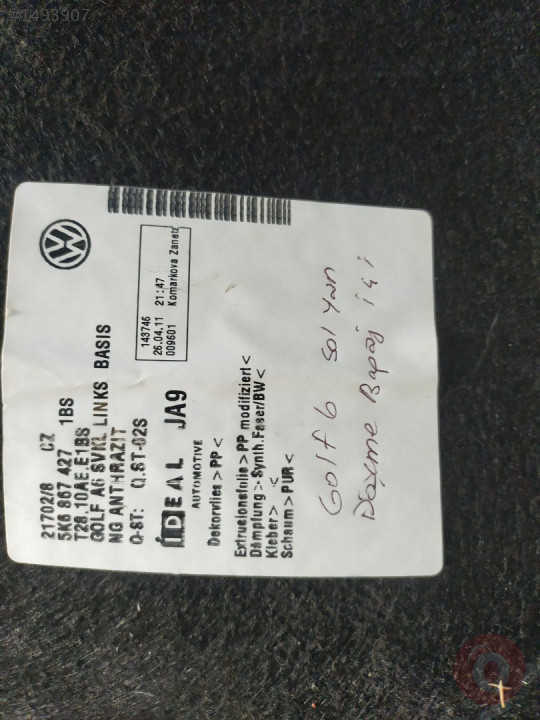 #1493907
21702/8 CZ
5K6 867 427 1BS
T28.10AE.E1BS
GOLF A6 SVKL LINKS BASIS
NG ANTHRAZIT
Q-ST: Q.ST-02S
143746
26.04.11 21:47
009601 Komarkova Zaneta
IDEAL JA9
AUTOMOTIVE
Dekorvlies >PP<
Extrusionsfolie >PP modifiziert<
Dämpfung >Synth.Faser/BW<
Kleber> <
Schaum >PUR<
Golf 6 sol yan
Döşeme Bagaj içi